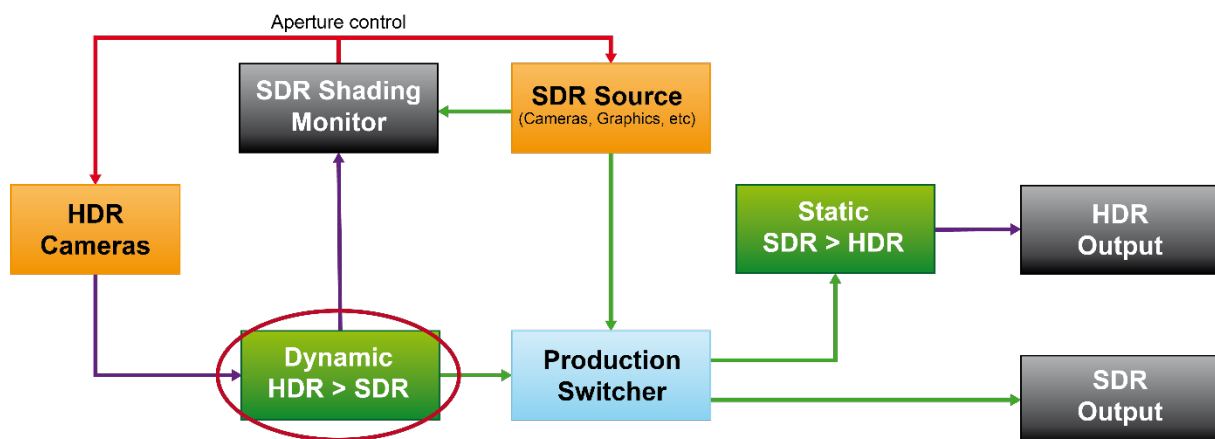 Aperture control
SDR Shading
Monitor
SDR Source
(Cameras, Graphics, etc)
HDR
Cameras
Static
SDR > HDR
HDR
Output
Dynamic
HDR > SDR
Production
Switcher
SDR
Output